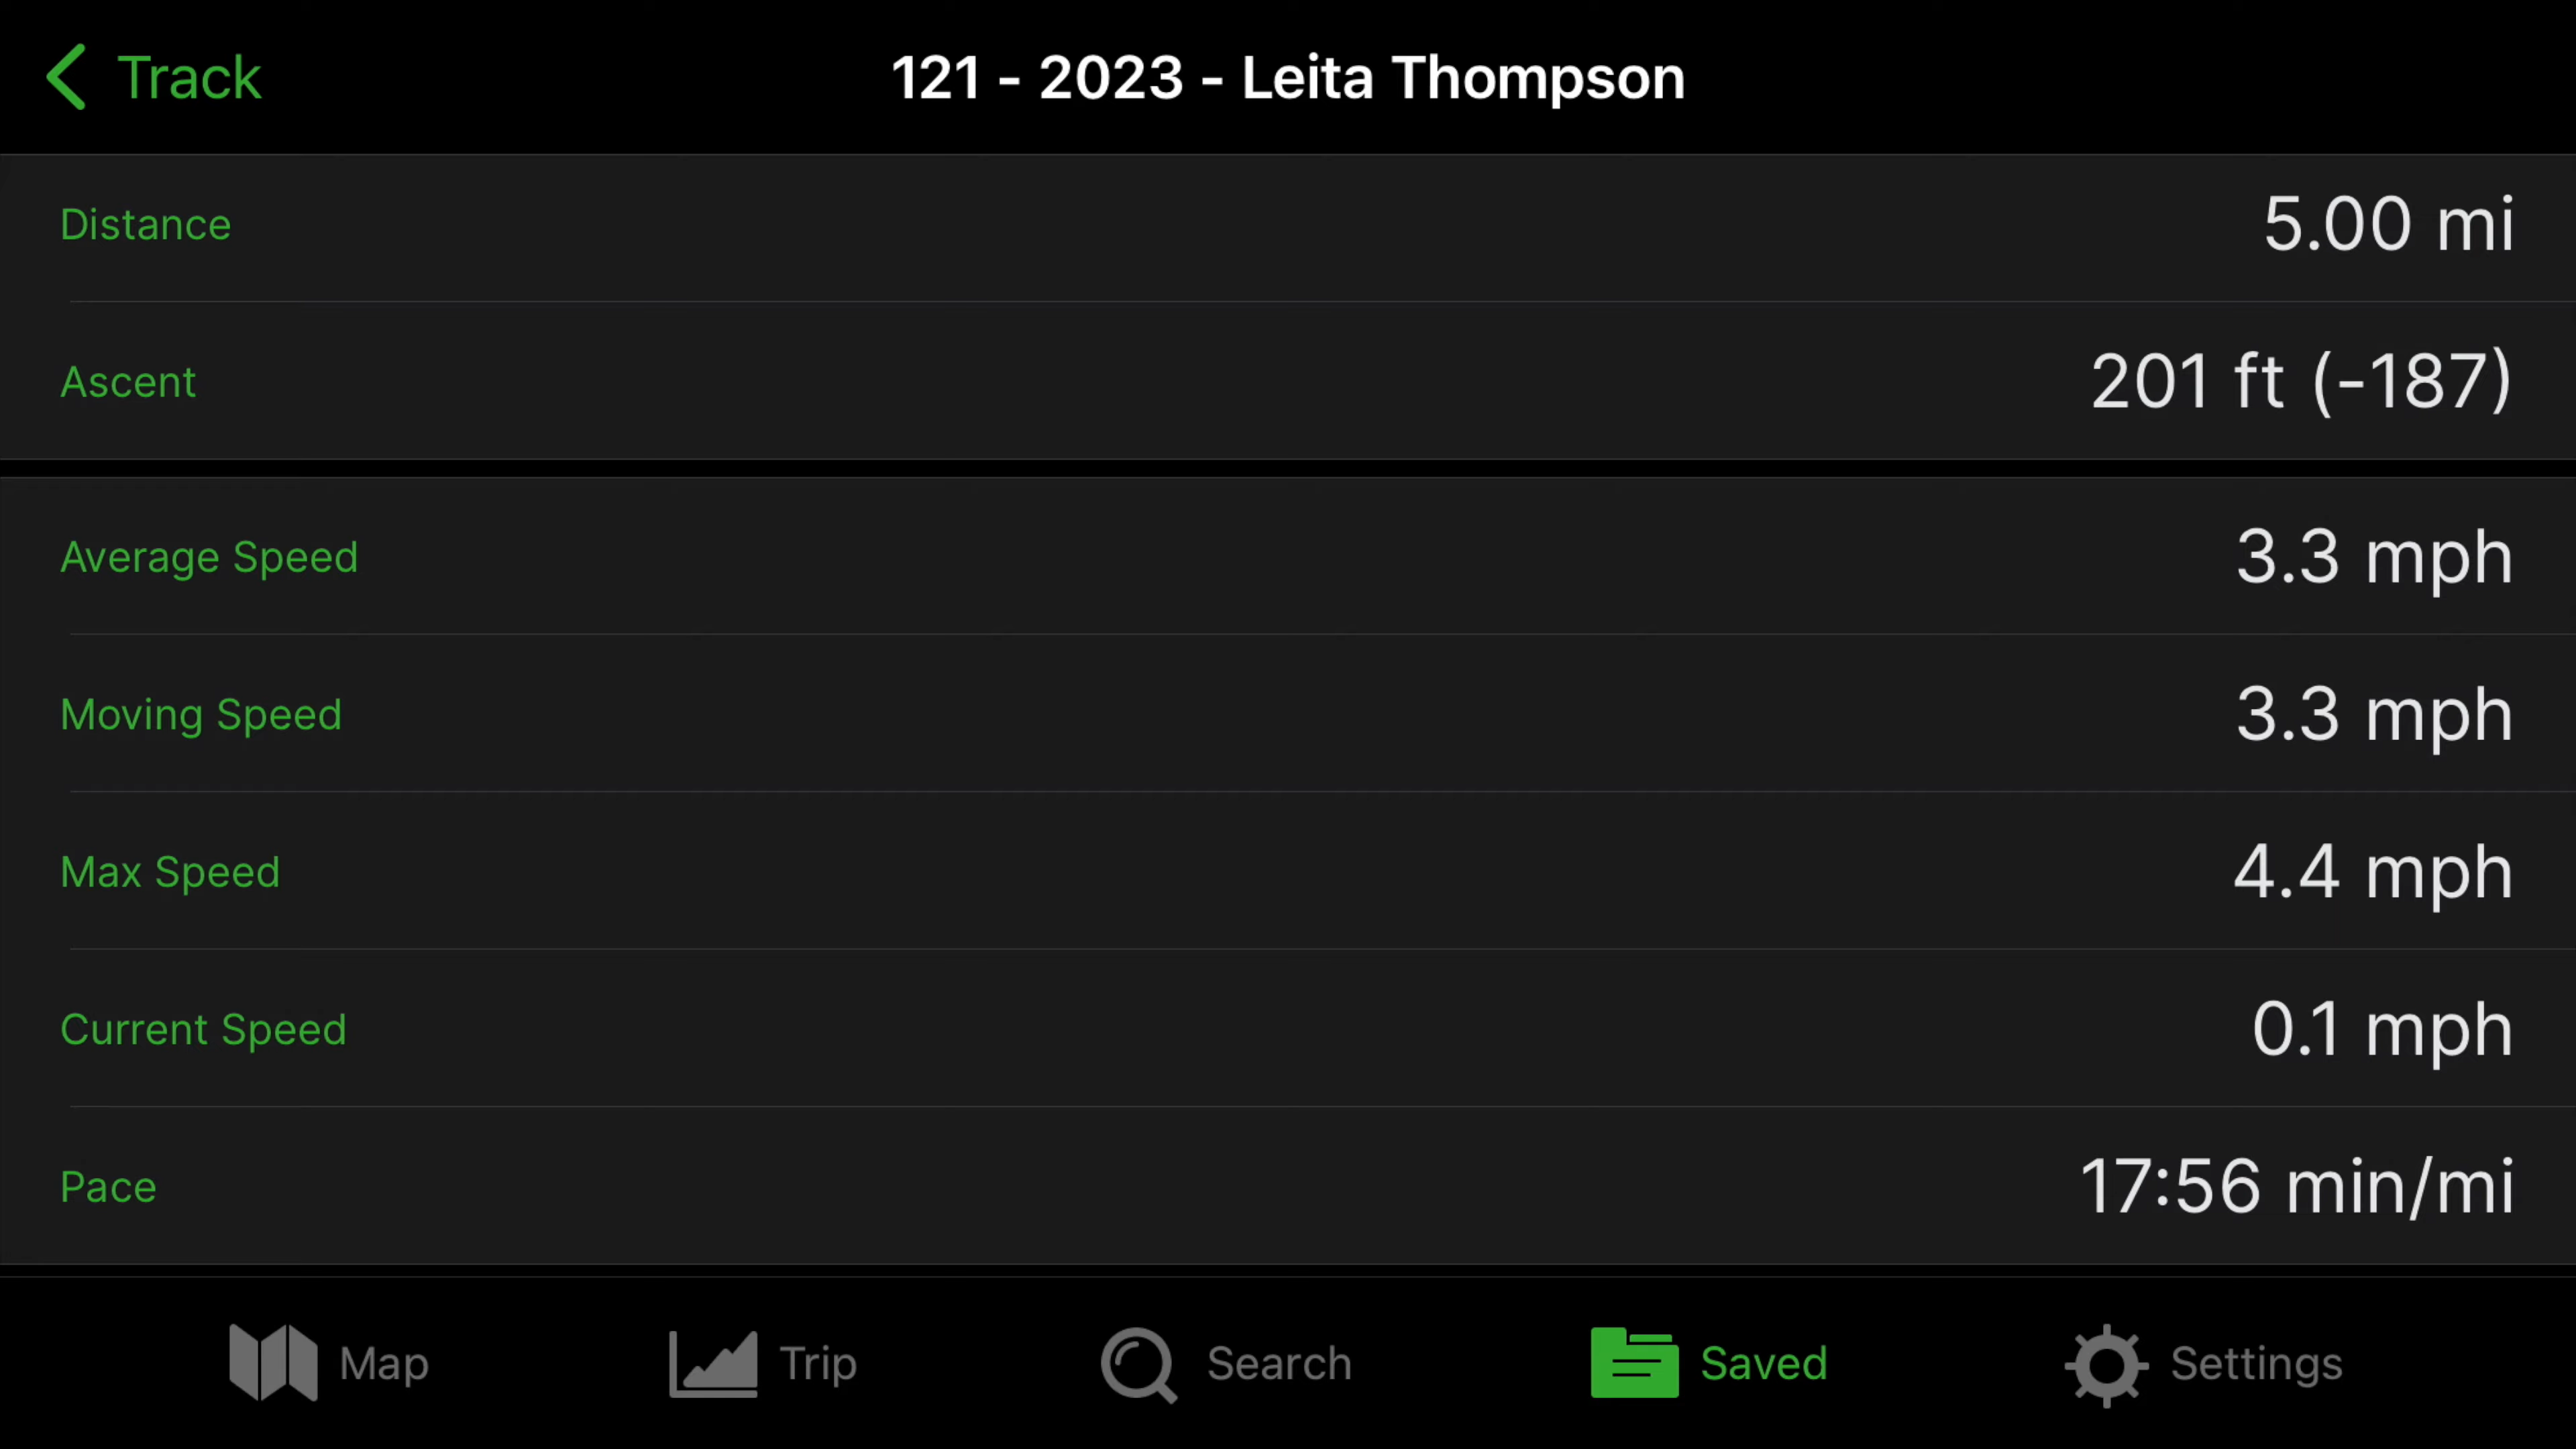 Track
121 - 2023 - Leita Thompson
Distance 5.00 mi
Ascent 201 ft (-187)
Average Speed 3.3 mph
Moving Speed 3.3 mph
Max Speed 4.4 mph
Current Speed 0.1 mph
Pace 17:56 min/mi
Map Trip Search Saved Settings